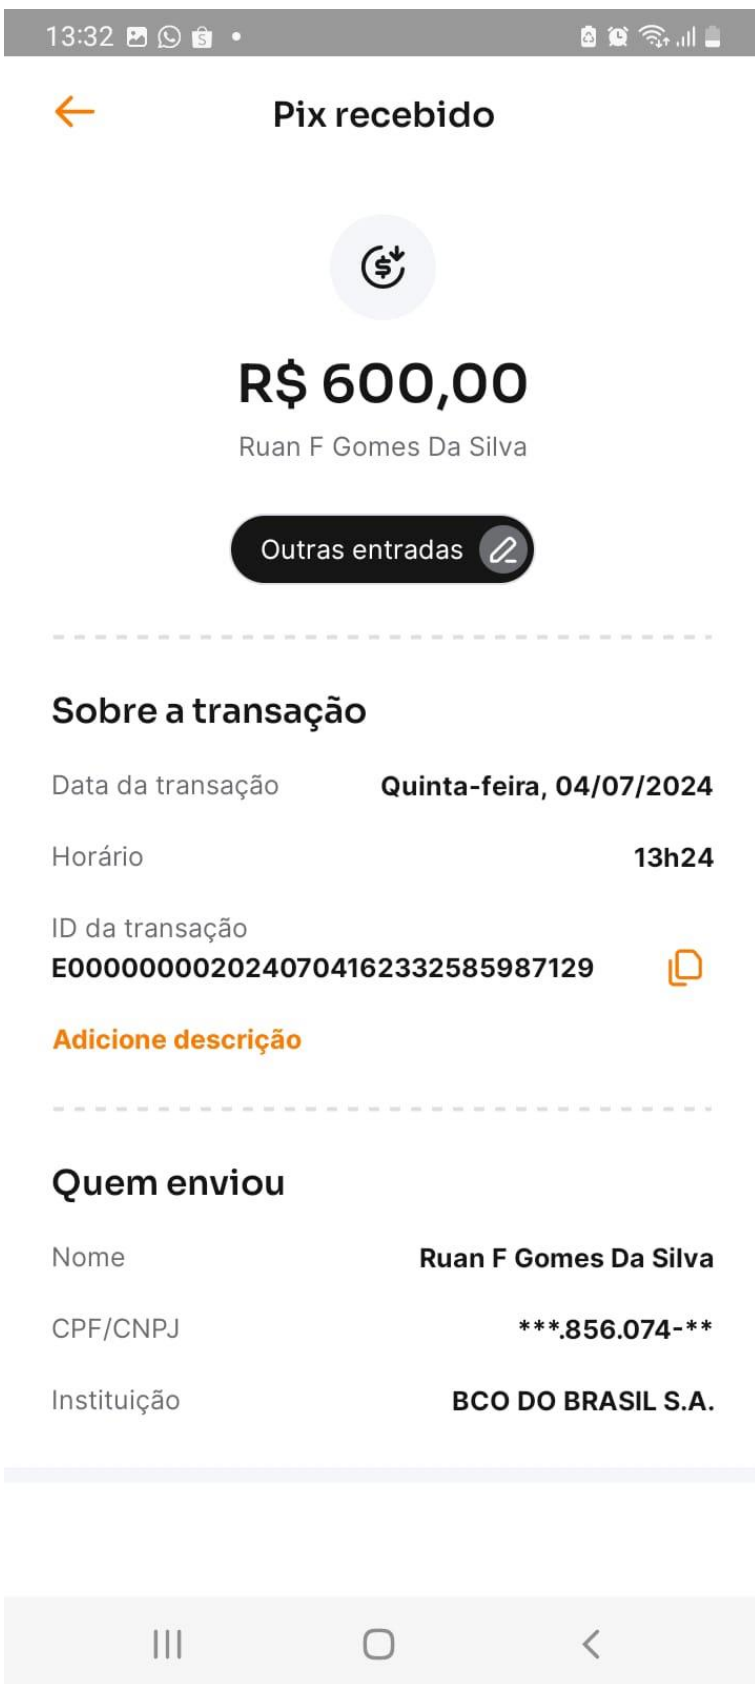 13:32
Pix recebido
R$ 600,00
Ruan F Gomes Da Silva
Outras entradas
Sobre a transação
Data da transação Quinta-feira, 04/07/2024
Horário 13h24
ID da transação
E0000000020240704162332585987129
Adicione descrição
Quem enviou
Nome Ruan F Gomes Da Silva
CPF/CNPJ ***.856.074-**
Instituição BCO DO BRASIL S.A.